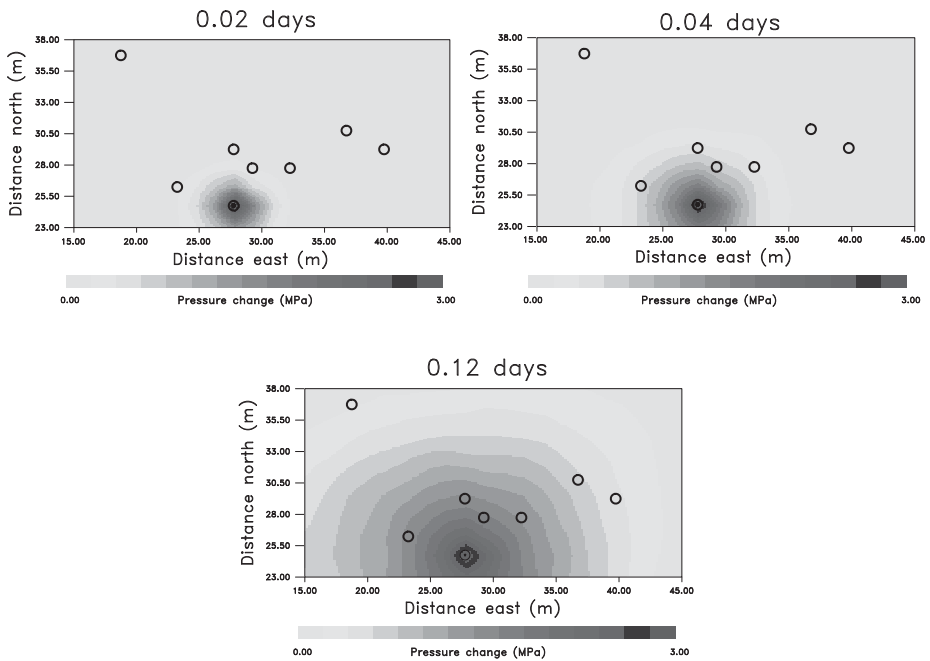 0.02 days
38.00
35.50
33.00
30.50
28.00
25.50
23.00
Distance north (m)
15.00 20.00 25.00 30.00 35.00 40.00 45.00
Distance east (m)
0.00 Pressure change (MPa) 3.00
0.04 days
38.00
35.50
33.00
30.50
28.00
25.50
23.00
Distance north (m)
15.00 20.00 25.00 30.00 35.00 40.00 45.00
Distance east (m)
0.00 Pressure change (MPa) 3.00
0.12 days
38.00
35.50
33.00
30.50
28.00
25.50
23.00
Distance north (m)
15.00 20.00 25.00 30.00 35.00 40.00 45.00
Distance east (m)
0.00 Pressure change (MPa) 3.00